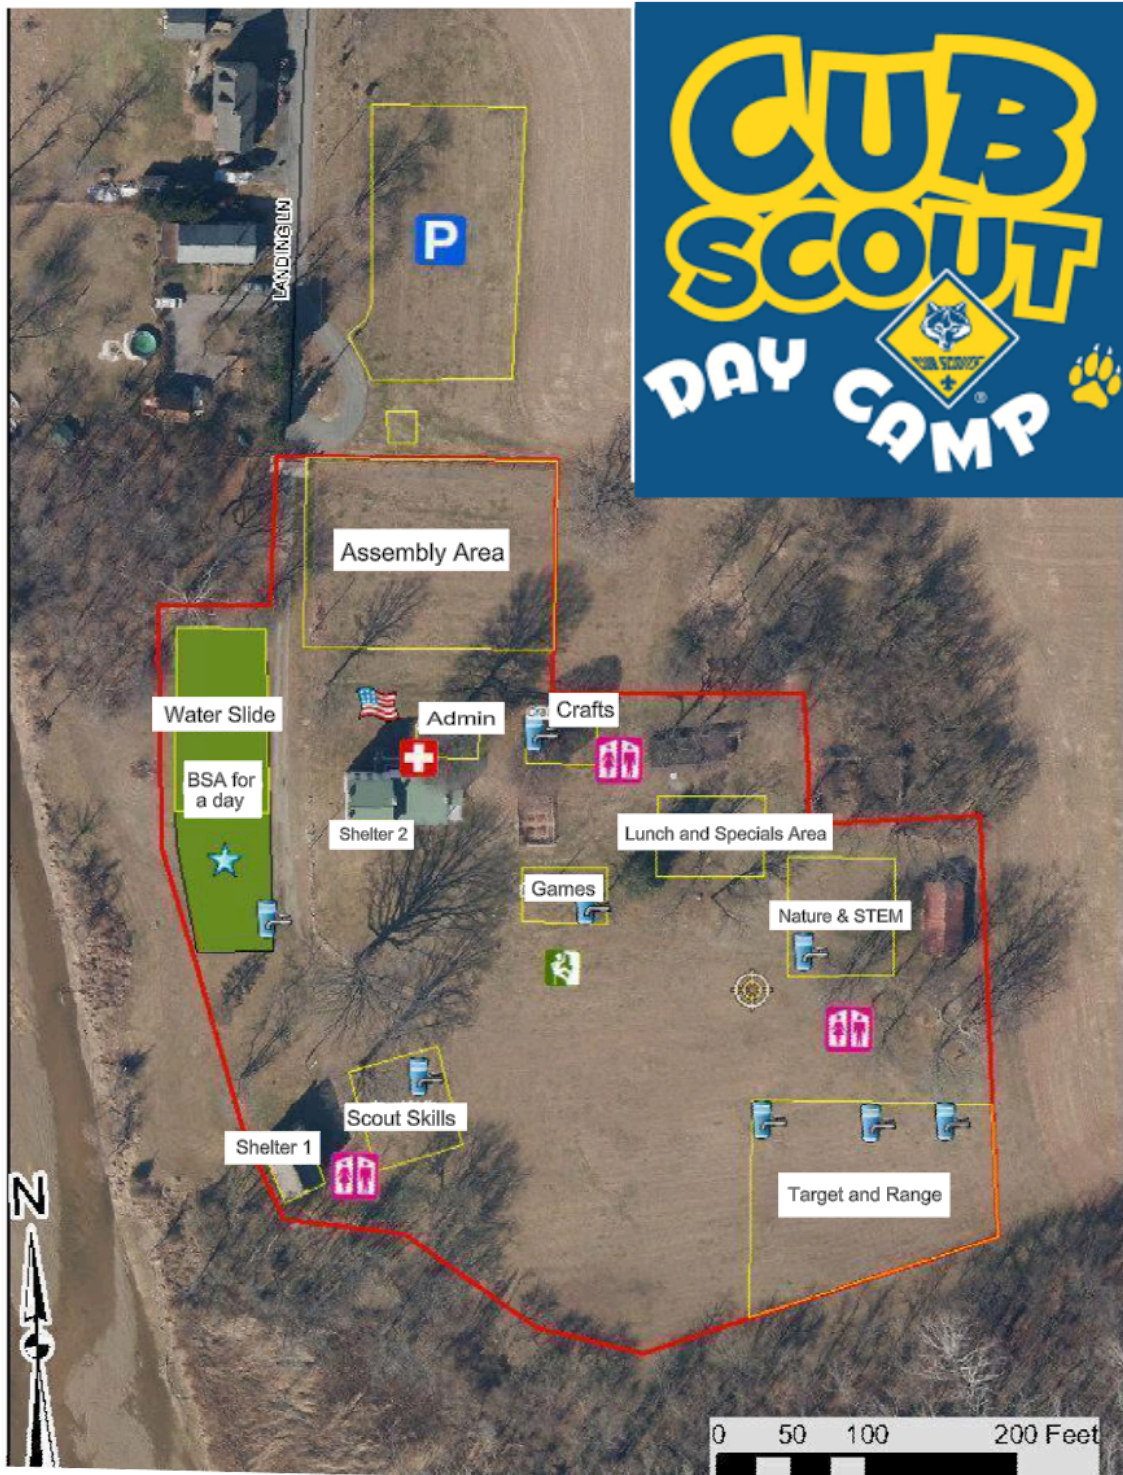 CUB
SCOUT
DAY CAMP
CUB SCOUTS
®
LANDING LN
P
Assembly Area
Water Slide
BSA for
a day
Admin
Crafts
Shelter 2
Lunch and Specials Area
Games
Nature & STEM
Scout Skills
Shelter 1
Target and Range
N
0 50 100 200 Feet